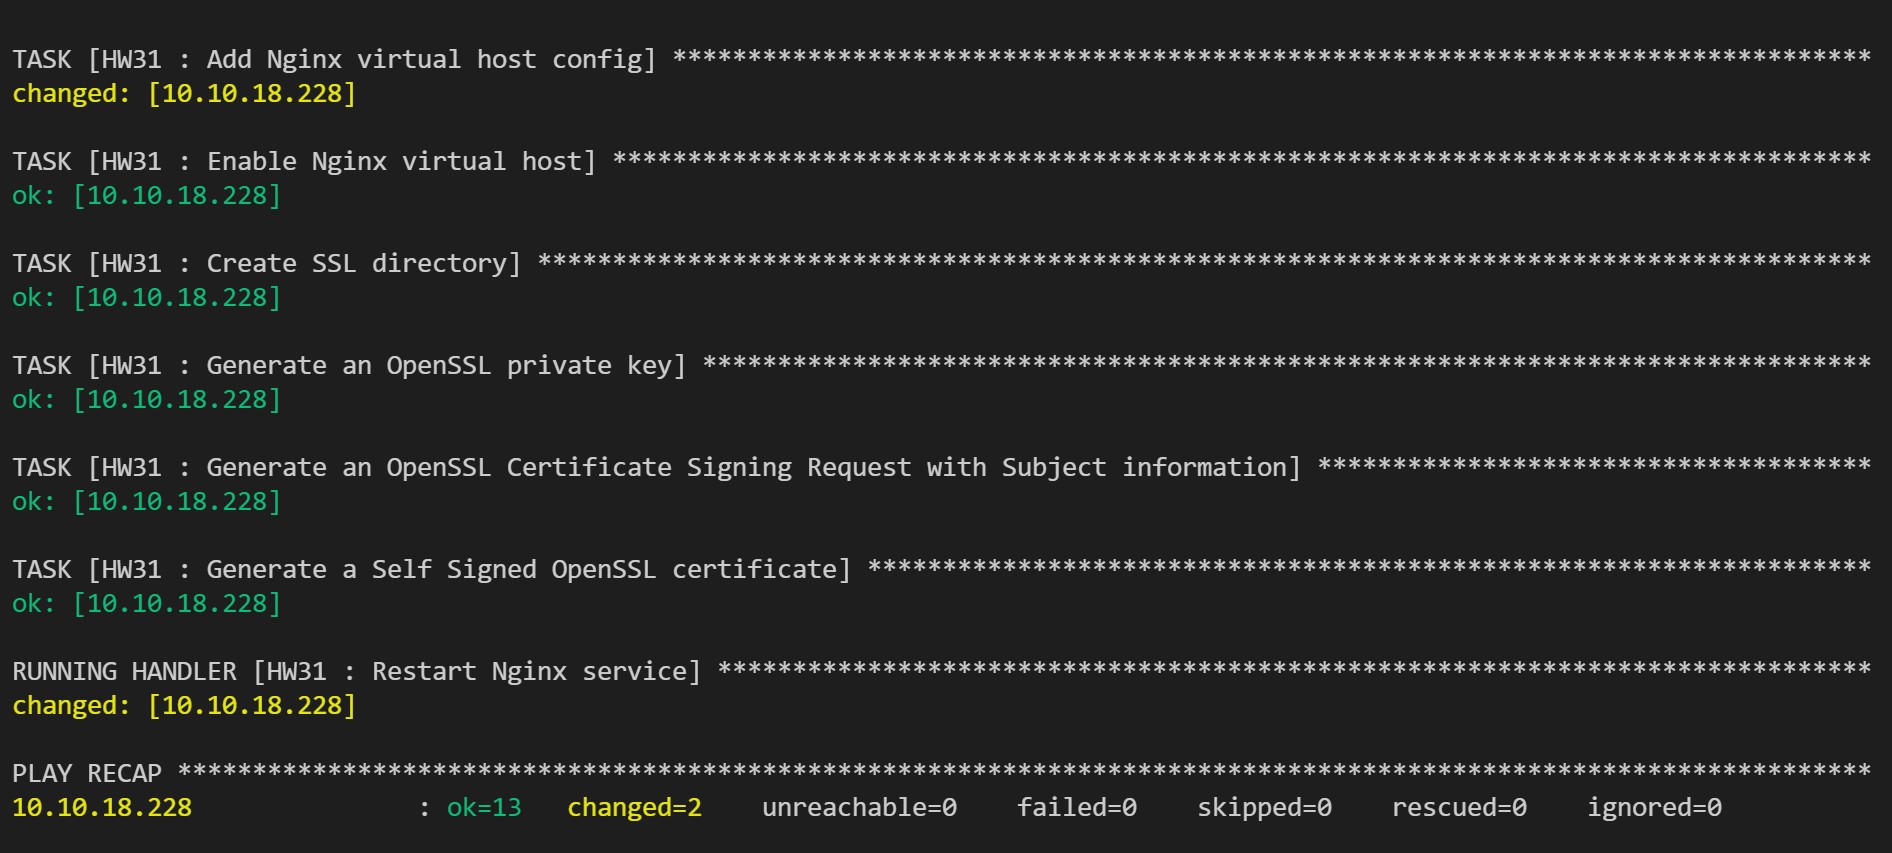 TASK [HW31 : Add Nginx virtual host config] ********************************************************************************
changed: [10.10.18.228]
TASK [HW31 : Enable Nginx virtual host] ************************************************************************************
ok: [10.10.18.228]
TASK [HW31 : Create SSL directory] *****************************************************************************************
ok: [10.10.18.228]
TASK [HW31 : Generate an OpenSSL private key] ******************************************************************************
ok: [10.10.18.228]
TASK [HW31 : Generate an OpenSSL Certificate Signing Request with Subject information] *************************************
ok: [10.10.18.228]
TASK [HW31 : Generate a Self Signed OpenSSL certificate] *******************************************************************
ok: [10.10.18.228]
RUNNING HANDLER [HW31 : Restart Nginx service] *****************************************************************************
changed: [10.10.18.228]
PLAY RECAP *****************************************************************************************************************
10.10.18.228               : ok=13   changed=2    unreachable=0    failed=0    skipped=0    rescued=0    ignored=0